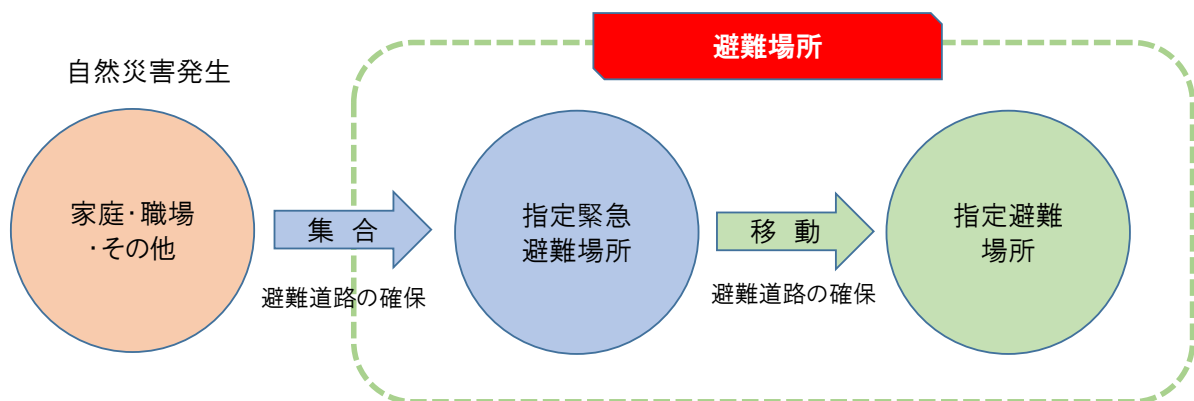 避難場所
自然災害発生
家庭・職場
・その他
集 合
避難道路の確保
指定緊急
避難場所
移 動
避難道路の確保
指定避難
場所